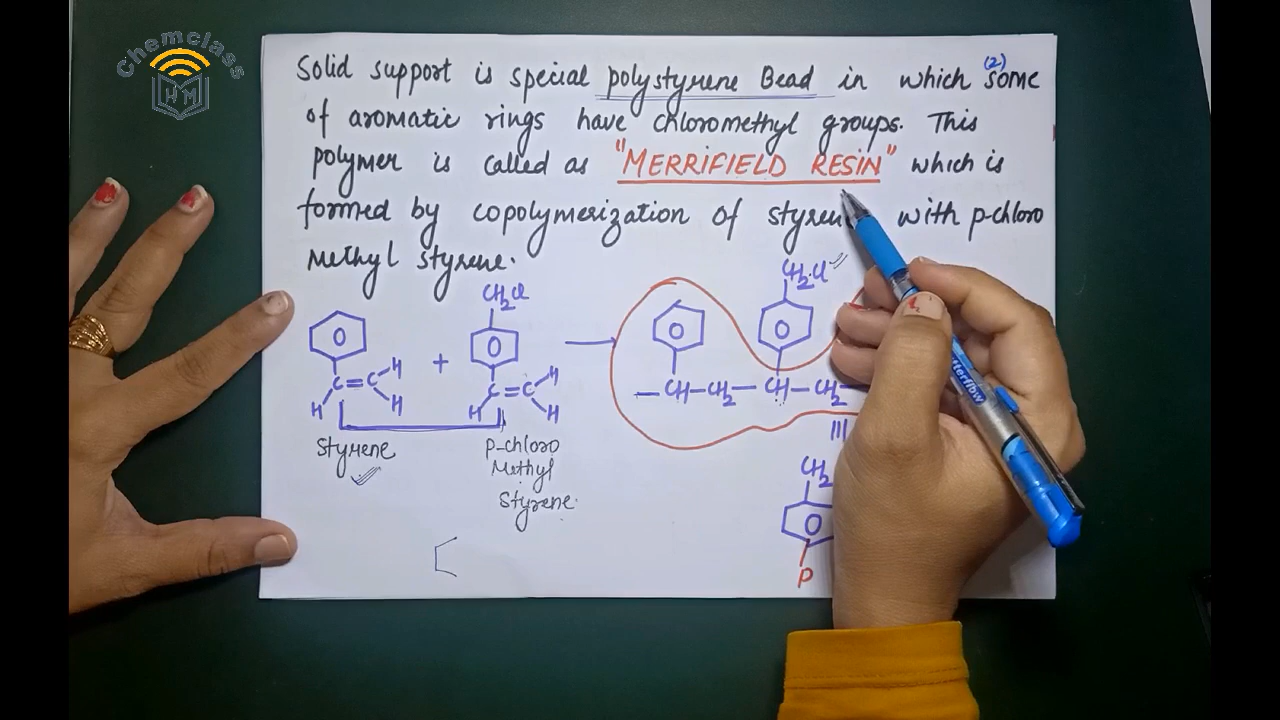 Chemclass
HM
(2)
Solid support is special polystyrene Bead in which some
of aromatic rings have chloromethyl groups. This
polymer is called as "MERRIFIELD RESIN" which is
formed by copolymerization of styren with p-chloro
Methyl styrene.
CH2Cl
CH2Cl
H
C=C
H
H
+
H
C=C
H
H
—CH—CH2—CH—CH2—
Styrene
p-chloro
Methyl
Styrene.
CH2
P